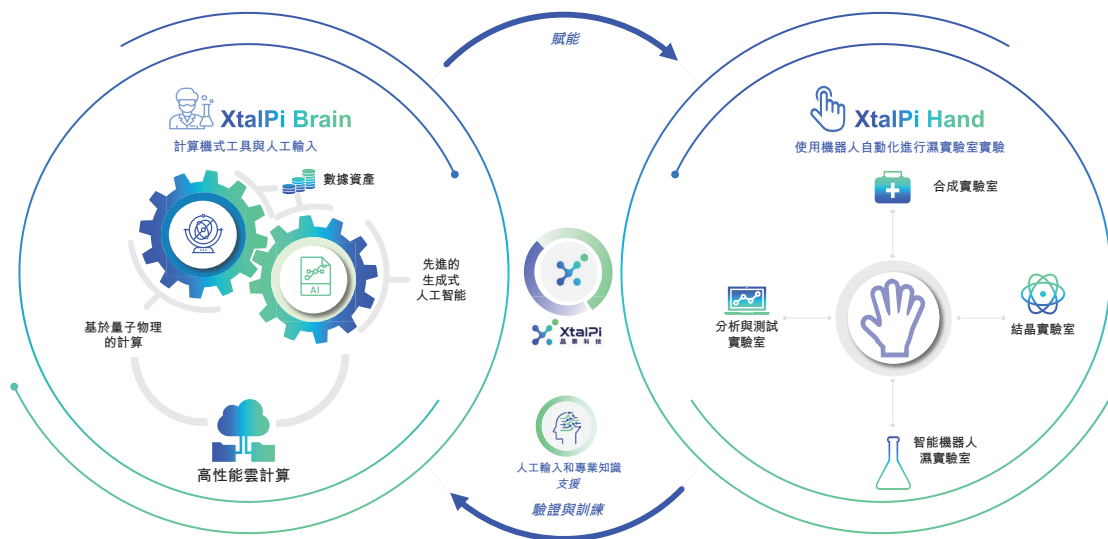 賦能
XtalPi Brain
計算機式工具與人工輸入
數據資產
先進的
生成式
人工智能
AI
基於量子物理
的計算
高性能雲計算
XtalPi
晶泰科技
人工輸入和專業知識
支援
驗證與訓練
XtalPi Hand
使用機器人自動化進行濕實驗室實驗
合成實驗室
分析與測試
實驗室
結晶實驗室
智能機器人
濕實驗室